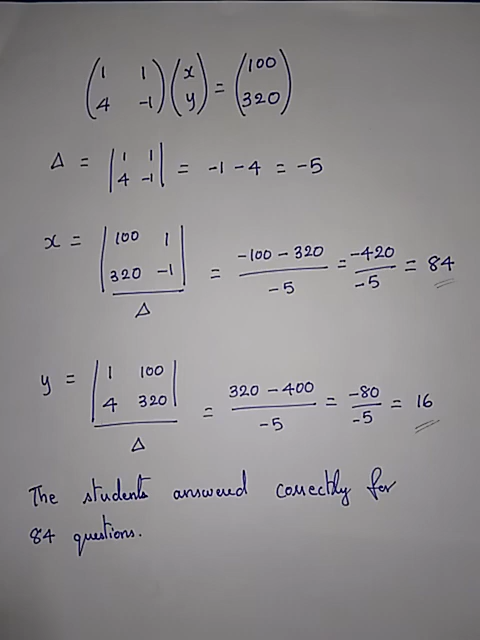 (1 1 / 4 -1) (x / y) = (100 / 320)
Δ = |1 1 / 4 -1| = -1 - 4 = -5
x = |100 1 / 320 -1| / Δ = (-100 - 320) / -5 = -420 / -5 = 84
y = |1 100 / 4 320| / Δ = (320 - 400) / -5 = -80 / -5 = 16
The students answered correctly for
84 questions.